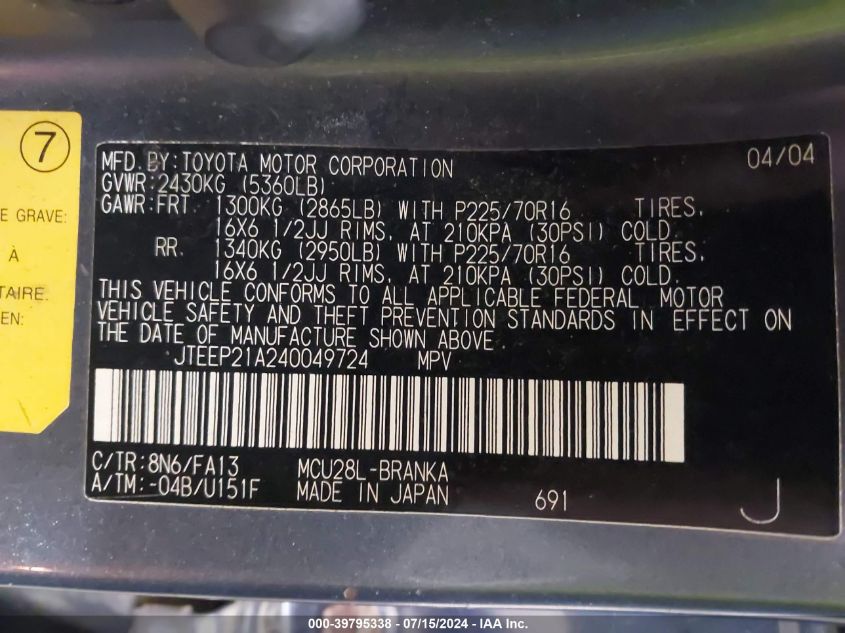 7
E GRAVE:
À
TAIRE.
EN:
MFD. BY: TOYOTA MOTOR CORPORATION 04/04
GVWR: 2430KG (5360LB)
GAWR: FRT. 1300KG (2865LB) WITH P225/70R16 TIRES,
16X6 1/2JJ RIMS, AT 210KPA (30PSI) COLD.
RR. 1340KG (2950LB) WITH P225/70R16 TIRES,
16X6 1/2JJ RIMS, AT 210KPA (30PSI) COLD.
THIS VEHICLE CONFORMS TO ALL APPLICABLE FEDERAL MOTOR
VEHICLE SAFETY AND THEFT PREVENTION STANDARDS IN EFFECT ON
THE DATE OF MANUFACTURE SHOWN ABOVE.
JTEEP21A240049724 MPV
C/TR: 8N6/FA13 MCU28L-BRANKA
A/TM: -04B/U151F MADE IN JAPAN 691 J
000-39795338 - 07/15/2024 - IAA Inc.